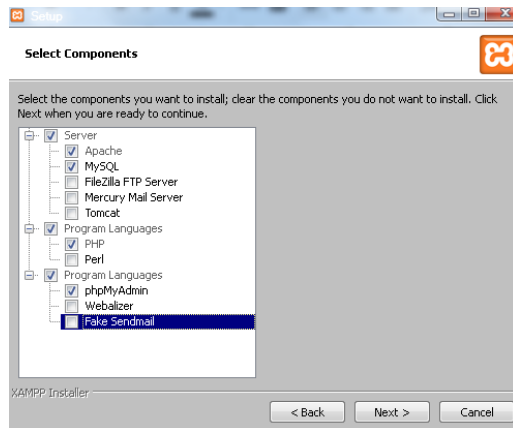 Setup
Select Components
Select the components you want to install; clear the components you do not want to install. Click
Next when you are ready to continue.
Server
Apache
MySQL
FileZilla FTP Server
Mercury Mail Server
Tomcat
Program Languages
PHP
Perl
Program Languages
phpMyAdmin
Webalizer
Fake Sendmail
XAMPP Installer
< Back Next > Cancel